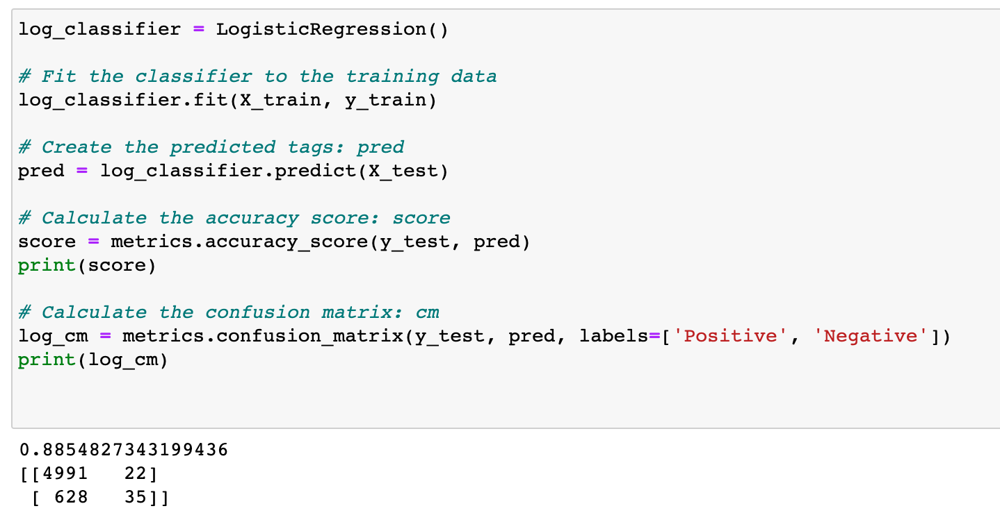 log_classifier = LogisticRegression()
# Fit the classifier to the training data
log_classifier.fit(X_train, y_train)
# Create the predicted tags: pred
pred = log_classifier.predict(X_test)
# Calculate the accuracy score: score
score = metrics.accuracy_score(y_test, pred)
print(score)
# Calculate the confusion matrix: cm
log_cm = metrics.confusion_matrix(y_test, pred, labels=['Positive', 'Negative'])
print(log_cm)
0.8854827343199436
[[4991   22]
 [ 628   35]]